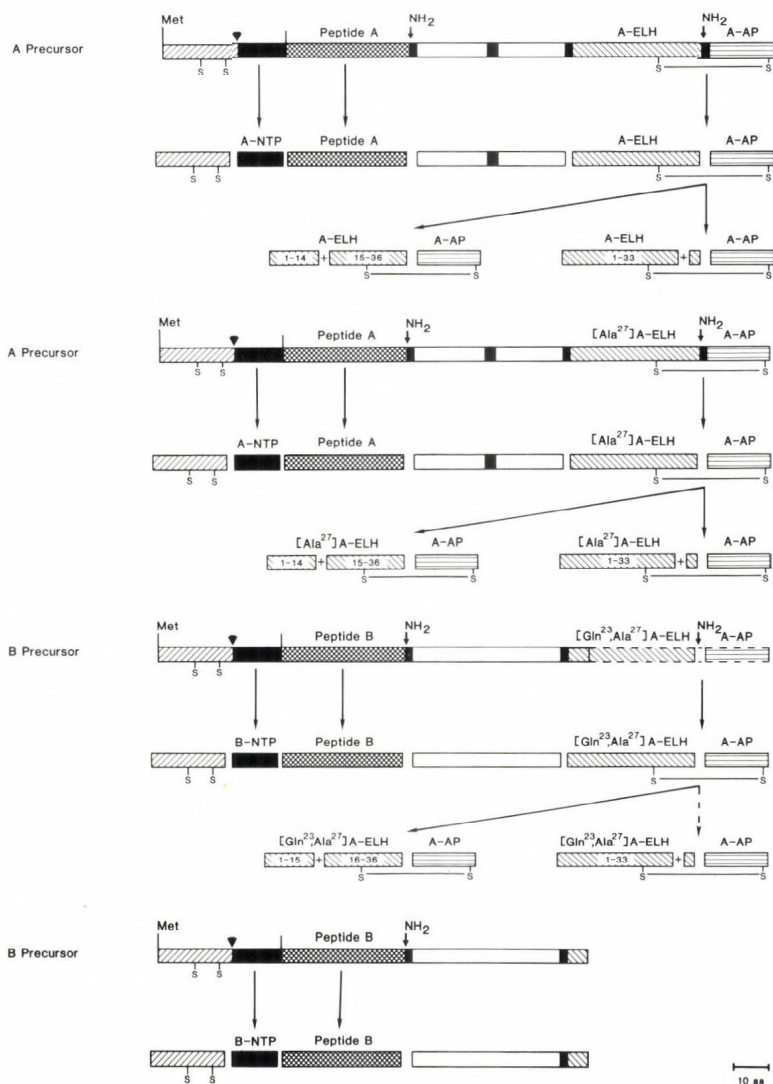 Met
NH₂
NH₂
Peptide A
A-ELH
A-AP
A Precursor
S S
S
S
A-NTP
Peptide A
A-ELH
A-AP
S S
S
S
A-ELH
A-AP
A-ELH
A-AP
1-14 + 15-36
1-33 +
S
S
S
S
Met
NH₂
NH₂
Peptide A
[Ala²⁷]A-ELH
A-AP
A Precursor
S S
S
S
A-NTP
Peptide A
[Ala²⁷]A-ELH
A-AP
S S
S
S
[Ala²⁷]A-ELH
A-AP
[Ala²⁷]A-ELH
A-AP
1-14 + 15-36
1-33 +
S
S
S
S
Met
NH₂
NH₂
Peptide B
[Gln²³,Ala²⁷]A-ELH
A-AP
B Precursor
S S
B-NTP
Peptide B
[Gln²³,Ala²⁷]A-ELH
A-AP
S S
S
S
[Gln²³,Ala²⁷]A-ELH
A-AP
[Gln²³,Ala²⁷]A-ELH
A-AP
1-15 + 16-36
1-33 +
S
S
S
S
Met
NH₂
Peptide B
B Precursor
S S
B-NTP
Peptide B
S S
10 aa